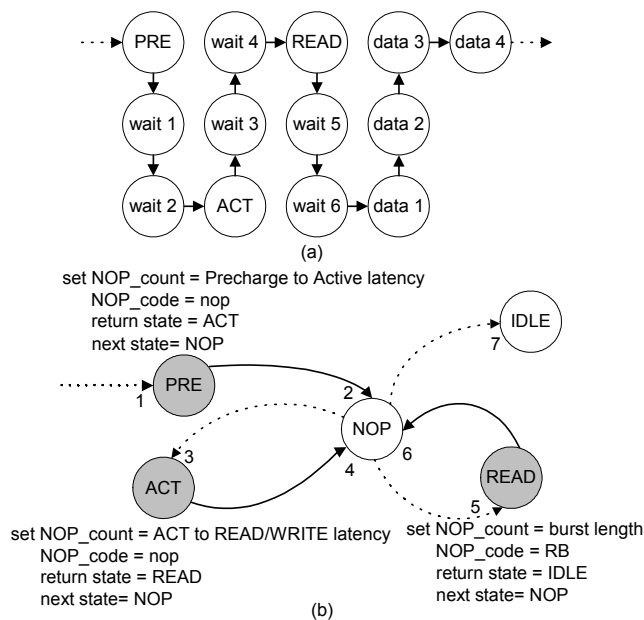 PRE wait 4 READ data 3 data 4
wait 1 wait 3 wait 5 data 2
wait 2 ACT wait 6 data 1
(a)
set NOP_count = Precharge to Active latency
NOP_code = nop
return state = ACT
next state= NOP
IDLE
7
PRE
1
2
NOP
3
4
6
ACT
READ
5
set NOP_count = ACT to READ/WRITE latency
NOP_code = nop
return state = READ
next state= NOP
set NOP_count = burst length
NOP_code = RB
return state = IDLE
next state= NOP
(b)